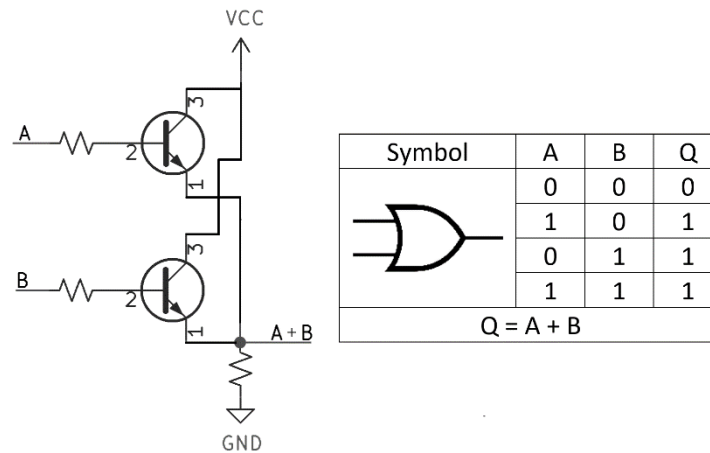 VCC
3
A
2
1
3
B
2
1
A + B
GND
Symbol A B Q
0 0 0
1 0 1
0 1 1
1 1 1
Q = A + B